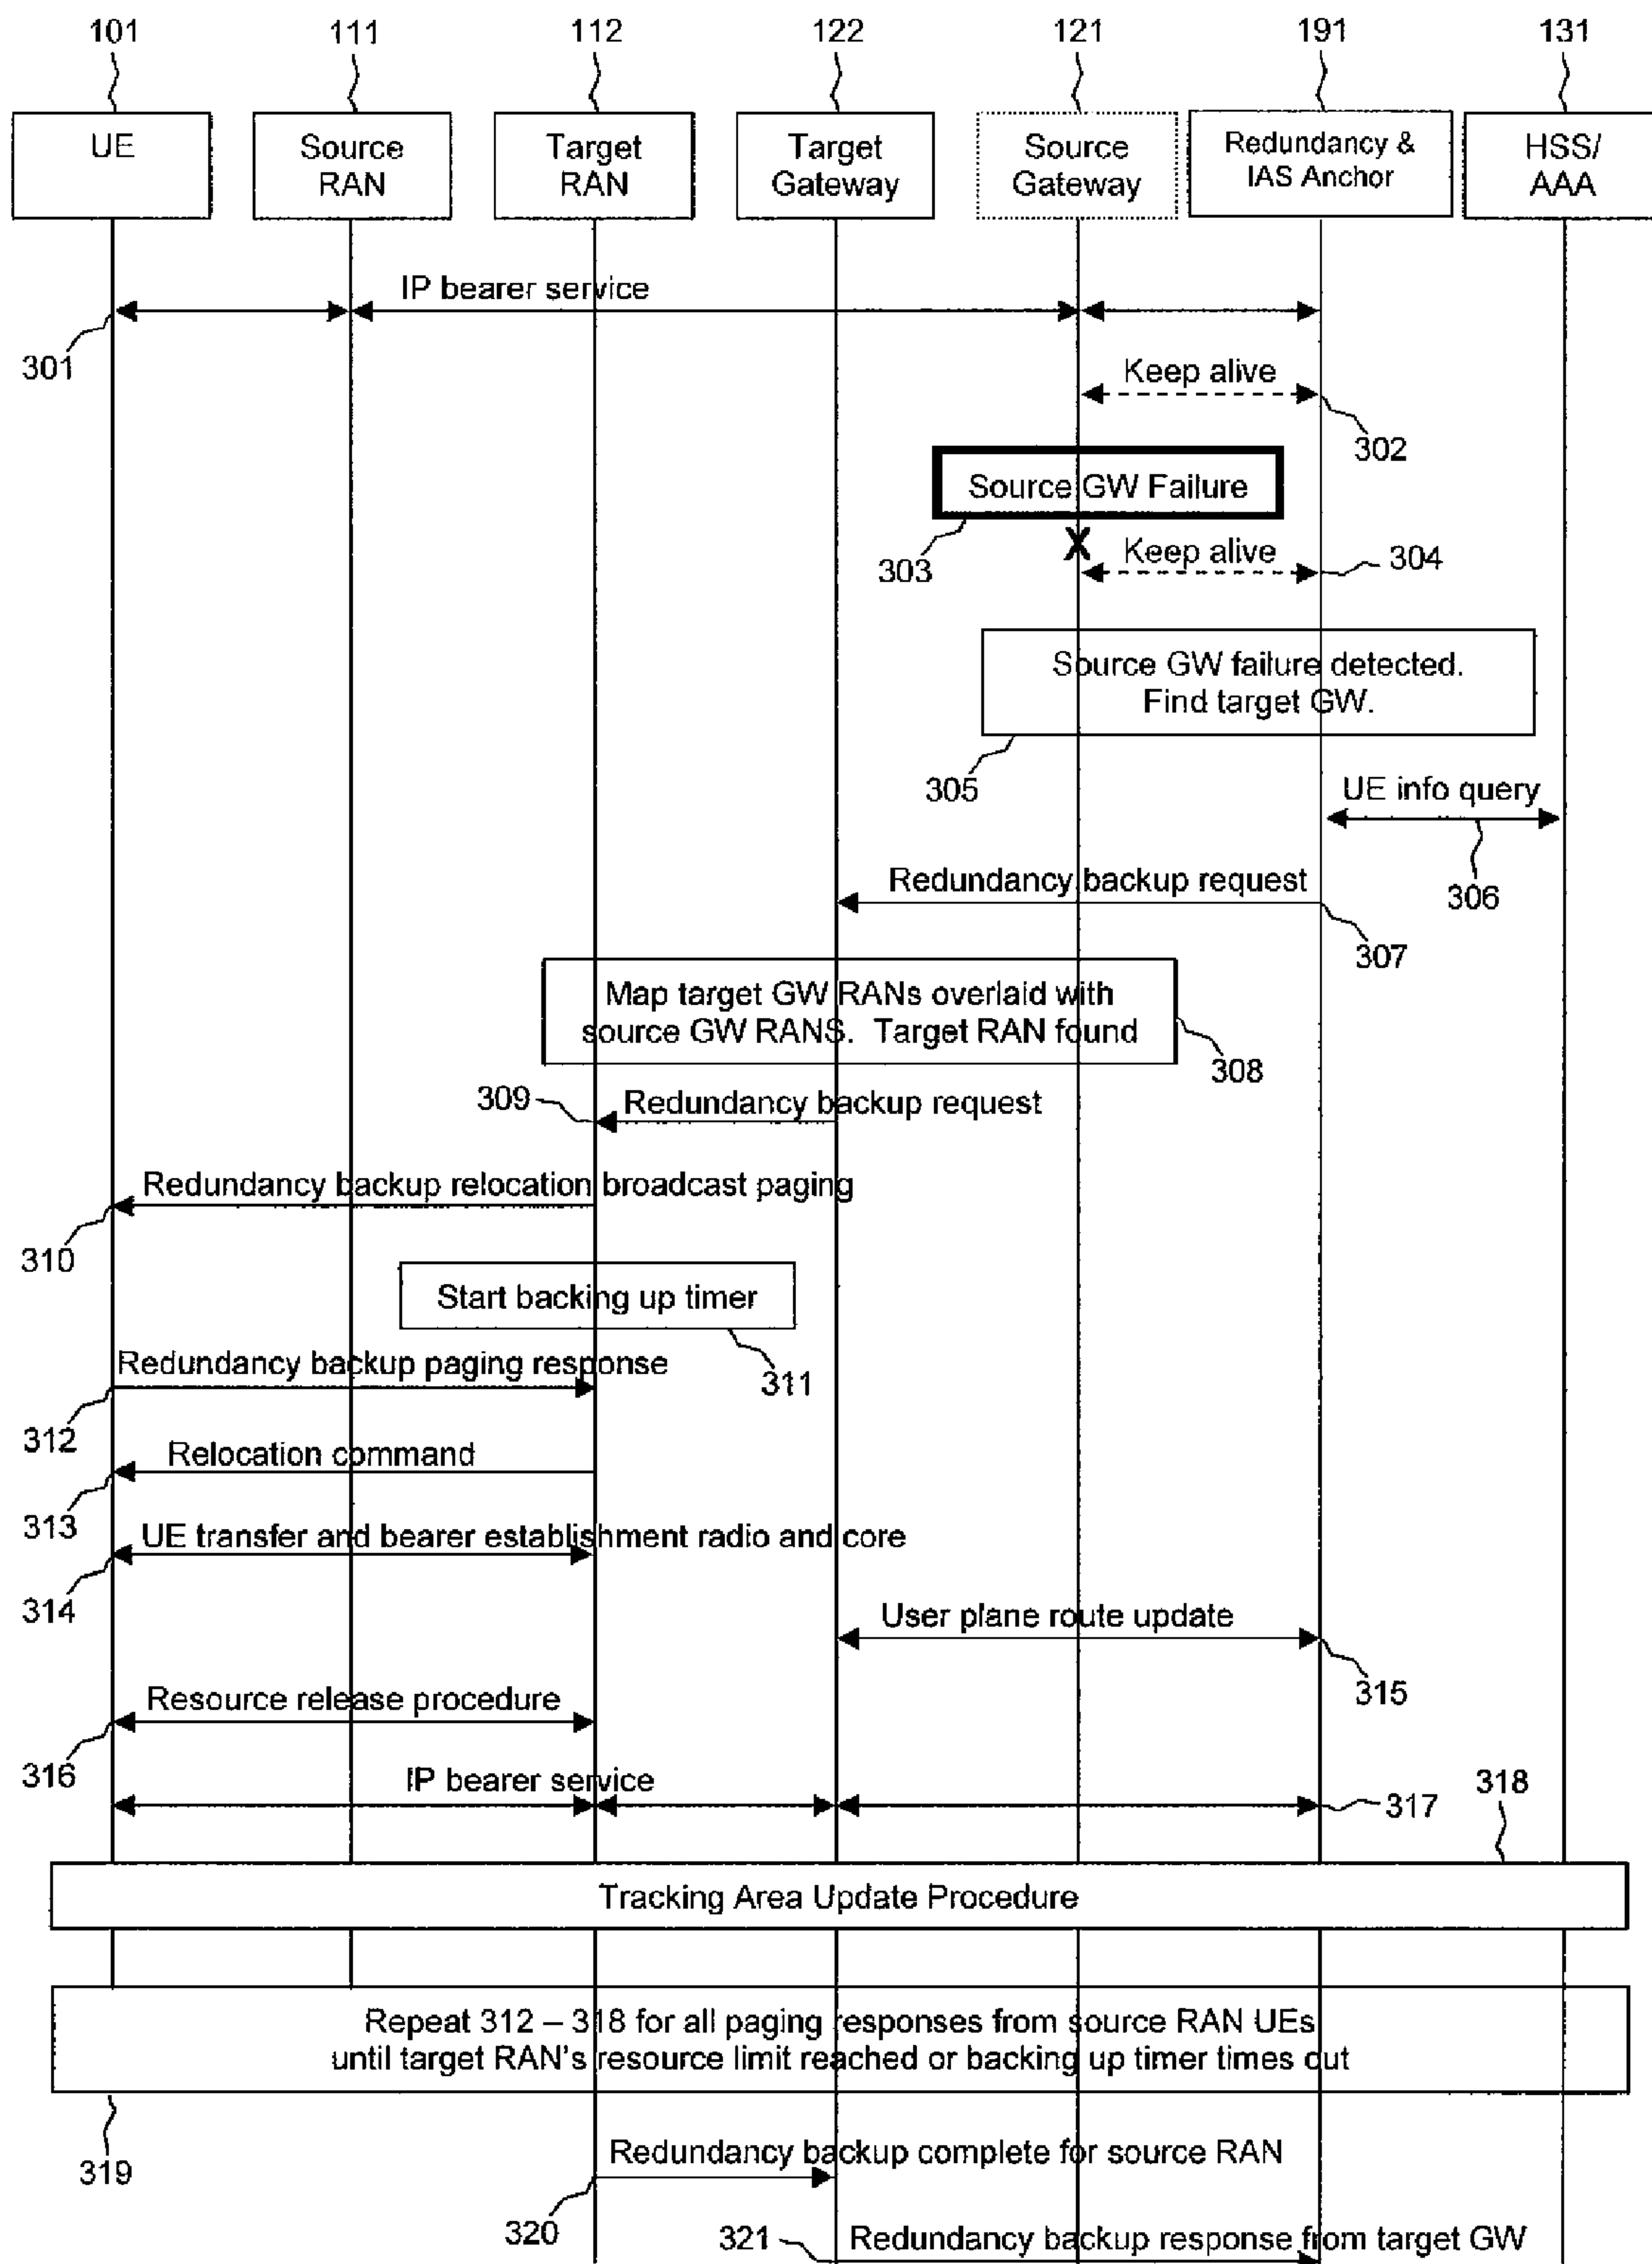 101 111 112 122 121 191 131
UE
Source
RAN
Target
RAN
Target
Gateway
Source
Gateway
Redundancy &
IAS Anchor
HSS/
AAA
IP bearer service
301
Keep alive
302
Source GW Failure
303
X
Keep alive
304
Source GW failure detected.
Find target GW.
305
UE info query
306
Redundancy backup request
307
Map target GW RANs overlaid with
source GW RANS. Target RAN found
308
309
Redundancy backup request
Redundancy backup relocation broadcast paging
310
Start backing up timer
311
Redundancy backup paging response
312
Relocation command
313
UE transfer and bearer establishment radio and core
314
User plane route update
315
Resource release procedure
316
IP bearer service
317
318
Tracking Area Update Procedure
Repeat 312 – 318 for all paging responses from source RAN UEs
until target RAN's resource limit reached or backing up timer times out
319
Redundancy backup complete for source RAN
320
321
Redundancy backup response from target GW